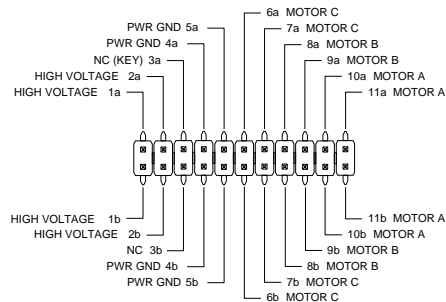 6a MOTOR C
PWR GND 5a
7a MOTOR C
PWR GND 4a
8a MOTOR B
NC (KEY) 3a
9a MOTOR B
HIGH VOLTAGE 2a
10a MOTOR A
HIGH VOLTAGE 1a
11a MOTOR A
HIGH VOLTAGE 1b
11b MOTOR A
HIGH VOLTAGE 2b
10b MOTOR A
NC 3b
9b MOTOR B
PWR GND 4b
8b MOTOR B
PWR GND 5b
7b MOTOR C
6b MOTOR C